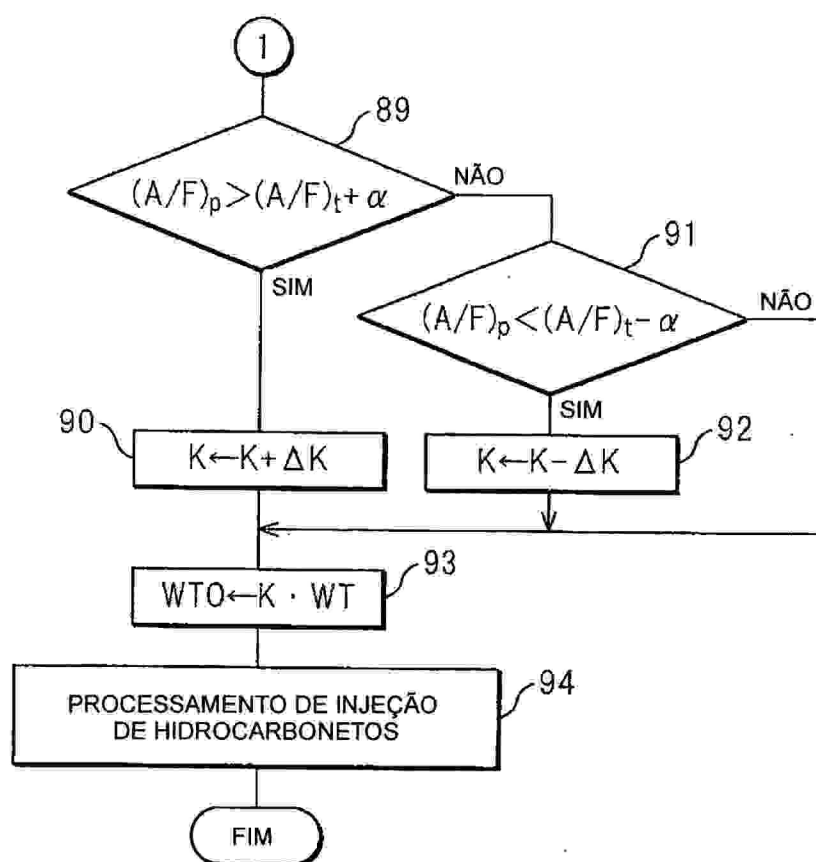 1
89
(A/F)p>(A/F)t+α
NÃO
SIM
91
(A/F)p<(A/F)t-α
NÃO
SIM
90
K←K+ΔK
92
K←K-ΔK
93
WTO←K·WT
94
PROCESSAMENTO DE INJEÇÃO
DE HIDROCARBONETOS
FIM